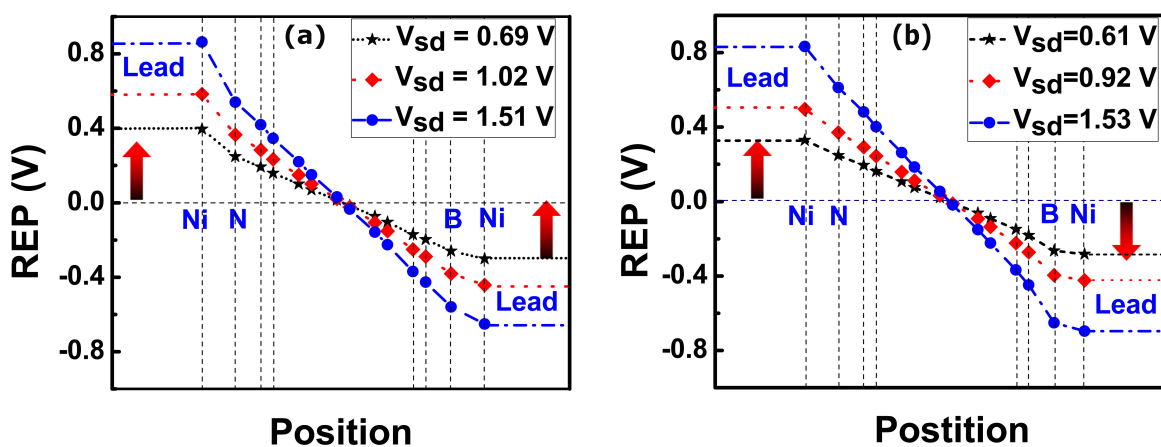 (a)
V_sd = 0.69 V
V_sd = 1.02 V
V_sd = 1.51 V
Lead
Ni
N
B
Ni
Lead
0.8
0.4
0.0
-0.4
-0.8
REP (V)
Position
(b)
V_sd=0.61 V
V_sd=0.92 V
V_sd=1.53 V
Lead
Ni
N
B
Ni
Lead
0.8
0.4
0.0
-0.4
-0.8
REP (V)
Postition